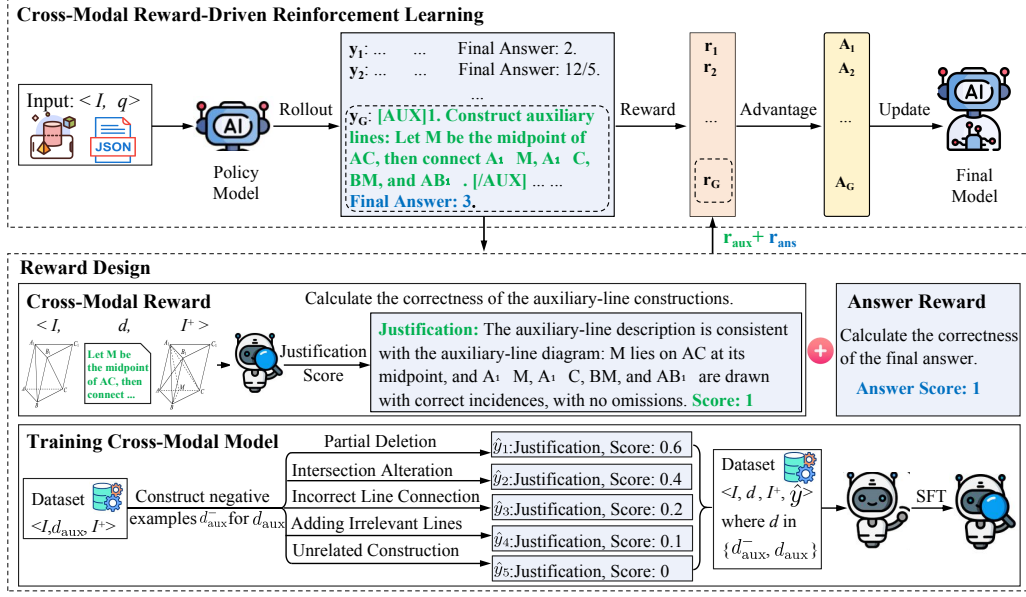 Cross-Modal Reward-Driven Reinforcement Learning
Input: < I, q>
JSON
Rollout
AI
Policy
Model
y₁: ... ... Final Answer: 2.
y₂: ... ... Final Answer: 12/5.
...
y_G: [AUX]1. Construct auxiliary
lines: Let M be the midpoint of
AC, then connect A₁ M, A₁ C,
BM, and AB₁ . [/AUX] ... ...
Final Answer: 3.
Reward
r₁
r₂
...
r_G
Advantage
A₁
A₂
...
A_G
Update
AI
Final
Model
r_aux + r_ans
Reward Design
Cross-Modal Reward
Calculate the correctness of the auxiliary-line constructions.
< I, d, I⁺ >
A₁ C₁ B₁ A C B
Let M be
the midpoint
of AC, then
connect ...
A₁ C₁ B₁ A M C B
Justification
Score
Justification: The auxiliary-line description is consistent
with the auxiliary-line diagram: M lies on AC at its
midpoint, and A₁ M, A₁ C, BM, and AB₁ are drawn
with correct incidences, with no omissions. Score: 1
Answer Reward
Calculate the correctness
of the final answer.
Answer Score: 1
Training Cross-Modal Model
Dataset
<I,d_aux, I⁺>
Construct negative
examples d⁻_aux for d_aux
Partial Deletion
Intersection Alteration
Incorrect Line Connection
Adding Irrelevant Lines
Unrelated Construction
ŷ₁:Justification, Score: 0.6
ŷ₂:Justification, Score: 0.4
ŷ₃:Justification, Score: 0.2
ŷ₄:Justification, Score: 0.1
ŷ₅:Justification, Score: 0
Dataset
<I, d , I⁺, ŷ>
where d in
{d⁻_aux, d_aux}
SFT